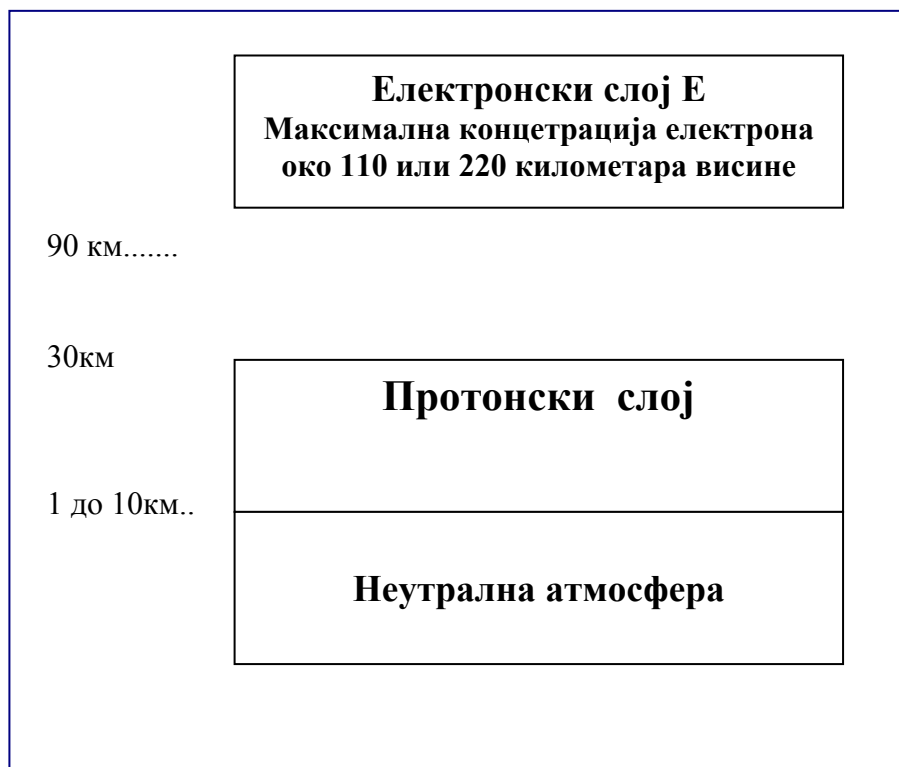 Електронски слој Е
Максимална концетрација електрона
око 110 или 220 километара висине
90 км.......
30км
Протонски слој
1 до 10км..
Неутрална атмосфера